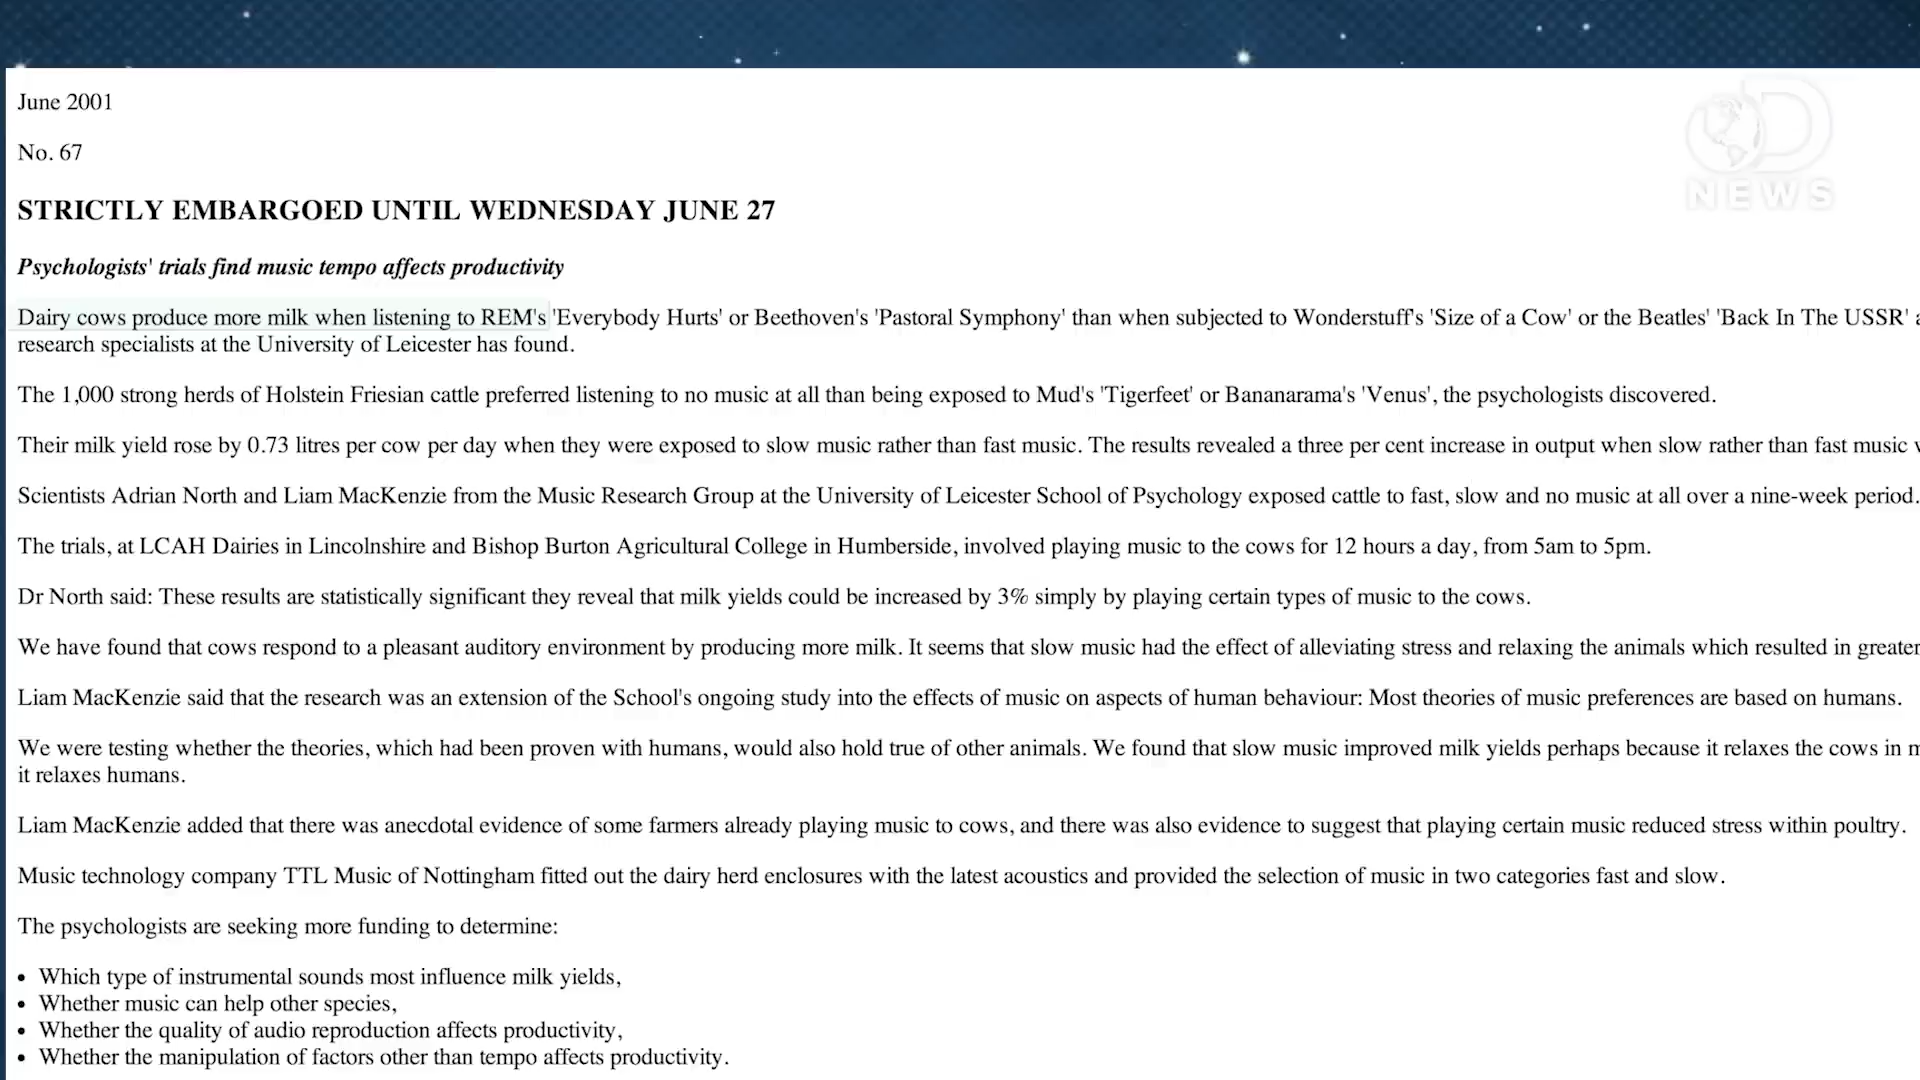 June 2001
D
NEWS
No. 67
STRICTLY EMBARGOED UNTIL WEDNESDAY JUNE 27
Psychologists' trials find music tempo affects productivity
Dairy cows produce more milk when listening to REM's 'Everybody Hurts' or Beethoven's 'Pastoral Symphony' than when subjected to Wonderstuff's 'Size of a Cow' or the Beatles' 'Back In The USSR'
research specialists at the University of Leicester has found.
The 1,000 strong herds of Holstein Friesian cattle preferred listening to no music at all than being exposed to Mud's 'Tigerfeet' or Bananarama's 'Venus', the psychologists discovered.
Their milk yield rose by 0.73 litres per cow per day when they were exposed to slow music rather than fast music. The results revealed a three per cent increase in output when slow rather than fast music
Scientists Adrian North and Liam MacKenzie from the Music Research Group at the University of Leicester School of Psychology exposed cattle to fast, slow and no music at all over a nine-week period.
The trials, at LCAH Dairies in Lincolnshire and Bishop Burton Agricultural College in Humberside, involved playing music to the cows for 12 hours a day, from 5am to 5pm.
Dr North said: These results are statistically significant they reveal that milk yields could be increased by 3% simply by playing certain types of music to the cows.
We have found that cows respond to a pleasant auditory environment by producing more milk. It seems that slow music had the effect of alleviating stress and relaxing the animals which resulted in greater
Liam MacKenzie said that the research was an extension of the School's ongoing study into the effects of music on aspects of human behaviour: Most theories of music preferences are based on humans.
We were testing whether the theories, which had been proven with humans, would also hold true of other animals. We found that slow music improved milk yields perhaps because it relaxes the cows in
it relaxes humans.
Liam MacKenzie added that there was anecdotal evidence of some farmers already playing music to cows, and there was also evidence to suggest that playing certain music reduced stress within poultry.
Music technology company TTL Music of Nottingham fitted out the dairy herd enclosures with the latest acoustics and provided the selection of music in two categories fast and slow.
The psychologists are seeking more funding to determine:
• Which type of instrumental sounds most influence milk yields,
• Whether music can help other species,
• Whether the quality of audio reproduction affects productivity,
• Whether the manipulation of factors other than tempo affects productivity.